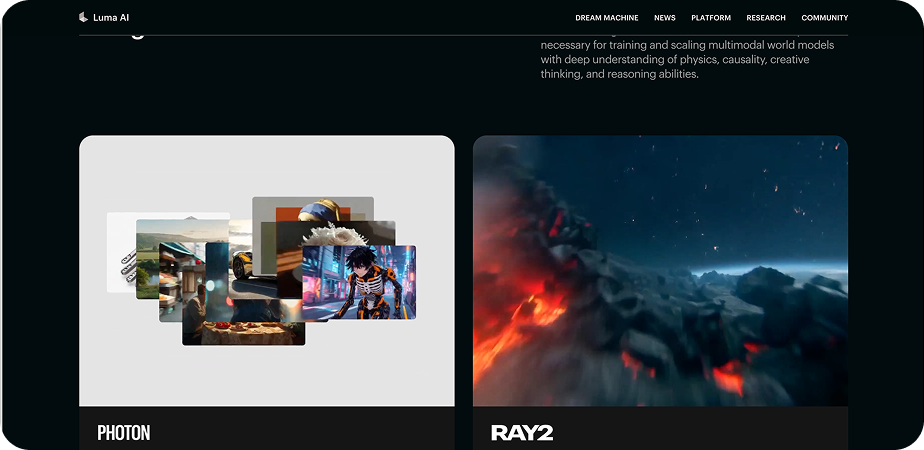 Luma AI
DREAM MACHINE NEWS PLATFORM RESEARCH COMMUNITY
necessary for training and scaling multimodal world models
with deep understanding of physics, causality, creative
thinking, and reasoning abilities.
PHOTON
RAY2